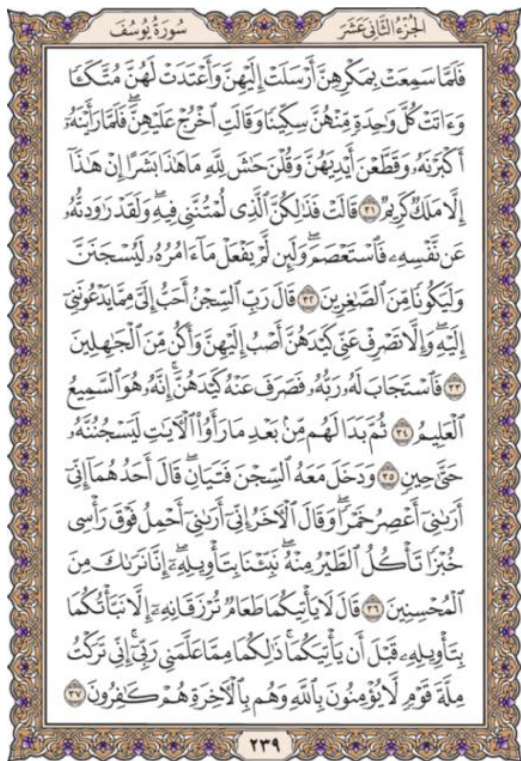 الجزء الثاني عشر
سورة يوسف
فَلَمَّا سَمِعَتْ بِمَكْرِهِنَّ أَرْسَلَتْ إِلَيْهِنَّ وَأَعْتَدَتْ لَهُنَّ مُتَّكَـًٔا
وَءَاتَتْ كُلَّ وَٰحِدَةٍ مِّنْهُنَّ سِكِّينًا وَقَالَتِ ٱخْرُجْ عَلَيْهِنَّ ۖ فَلَمَّا رَأَيْنَهُۥٓ
أَكْبَرْنَهُۥ وَقَطَّعْنَ أَيْدِيَهُنَّ وَقُلْنَ حَـٰشَ لِلَّهِ مَا هَـٰذَا بَشَرًا إِنْ هَـٰذَآ
إِلَّا مَلَكٌ كَرِيمٌ ٣١ قَالَتْ فَذَٰلِكُنَّ ٱلَّذِى لُمْتُنَّنِى فِيهِ ۖ وَلَقَدْ رَٰوَدتُّهُۥ
عَن نَّفْسِهِۦ فَٱسْتَعْصَمَ ۖ وَلَئِن لَّمْ يَفْعَلْ مَآ ءَامُرُهُۥ لَيُسْجَنَنَّ
وَلَيَكُونًا مِّنَ ٱلصَّـٰغِرِينَ ٣٢ قَالَ رَبِّ ٱلسِّجْنُ أَحَبُّ إِلَىَّ مِمَّا يَدْعُونَنِىٓ
إِلَيْهِ ۖ وَإِلَّا تَصْرِفْ عَنِّى كَيْدَهُنَّ أَصْبُ إِلَيْهِنَّ وَأَكُن مِّنَ ٱلْجَـٰهِلِينَ
٣٣ فَٱسْتَجَابَ لَهُۥ رَبُّهُۥ فَصَرَفَ عَنْهُ كَيْدَهُنَّ ۚ إِنَّهُۥ هُوَ ٱلسَّمِيعُ
ٱلْعَلِيمُ ٣٤ ثُمَّ بَدَا لَهُم مِّنۢ بَعْدِ مَا رَأَوُا۟ ٱلْـَٔايَـٰتِ لَيَسْجُنُنَّهُۥ
حَتَّىٰ حِينٍ ٣٥ وَدَخَلَ مَعَهُ ٱلسِّجْنَ فَتَيَانِ ۖ قَالَ أَحَدُهُمَآ إِنِّىٓ
أَرَىٰنِىٓ أَعْصِرُ خَمْرًا ۖ وَقَالَ ٱلْـَٔاخَرُ إِنِّىٓ أَرَىٰنِىٓ أَحْمِلُ فَوْقَ رَأْسِى
خُبْزًا تَأْكُلُ ٱلطَّيْرُ مِنْهُ ۖ نَبِّئْنَا بِتَأْوِيلِهِۦٓ ۖ إِنَّا نَرَىٰكَ مِنَ
ٱلْمُحْسِنِينَ ٣٦ قَالَ لَا يَأْتِيكُمَا طَعَامٌ تُرْزَقَانِهِۦٓ إِلَّا نَبَّأْتُكُمَا
بِتَأْوِيلِهِۦ قَبْلَ أَن يَأْتِيَكُمَا ۚ ذَٰلِكُمَا مِمَّا عَلَّمَنِى رَبِّىٓ ۚ إِنِّى تَرَكْتُ
مِلَّةَ قَوْمٍ لَّا يُؤْمِنُونَ بِٱللَّهِ وَهُم بِٱلْـَٔاخِرَةِ هُمْ كَـٰفِرُونَ ٣٧
٢٣٩